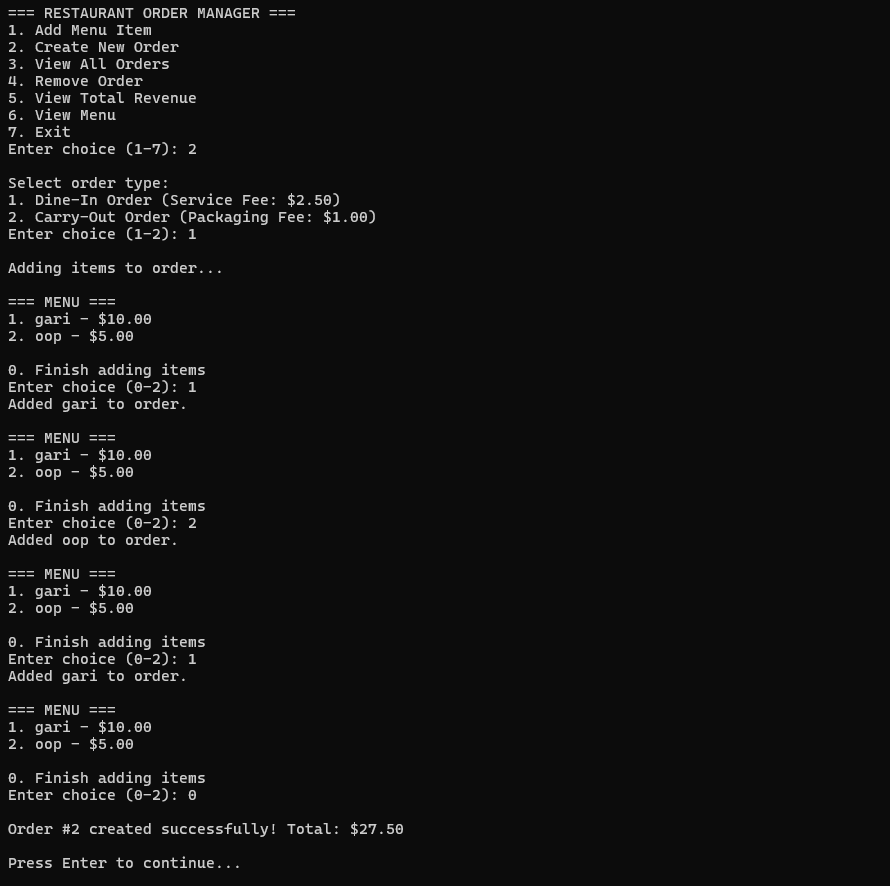 === RESTAURANT ORDER MANAGER ===
1. Add Menu Item
2. Create New Order
3. View All Orders
4. Remove Order
5. View Total Revenue
6. View Menu
7. Exit
Enter choice (1-7): 2
Select order type:
1. Dine-In Order (Service Fee: $2.50)
2. Carry-Out Order (Packaging Fee: $1.00)
Enter choice (1-2): 1
Adding items to order...
=== MENU ===
1. gari - $10.00
2. oop - $5.00
0. Finish adding items
Enter choice (0-2): 1
Added gari to order.
=== MENU ===
1. gari - $10.00
2. oop - $5.00
0. Finish adding items
Enter choice (0-2): 2
Added oop to order.
=== MENU ===
1. gari - $10.00
2. oop - $5.00
0. Finish adding items
Enter choice (0-2): 1
Added gari to order.
=== MENU ===
1. gari - $10.00
2. oop - $5.00
0. Finish adding items
Enter choice (0-2): 0
Order #2 created successfully! Total: $27.50
Press Enter to continue...